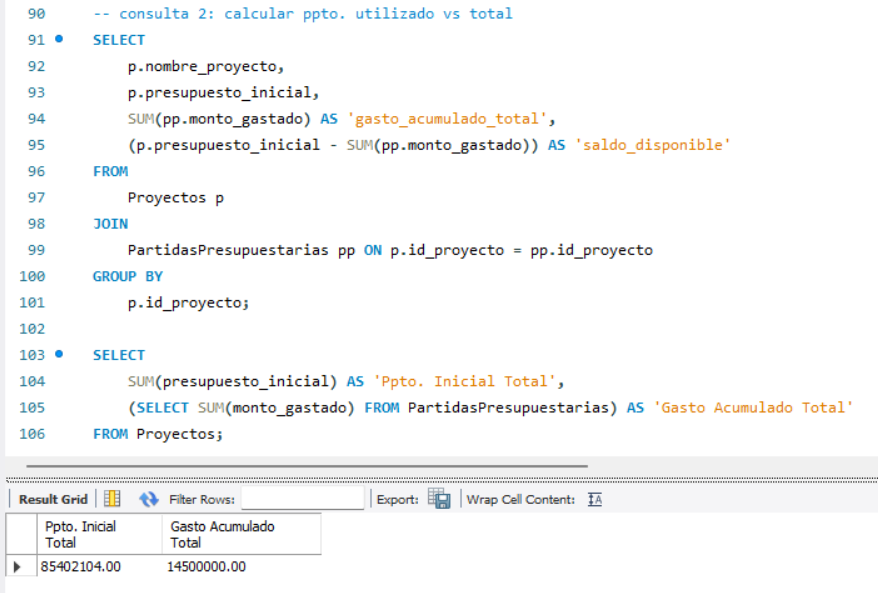 90 -- consulta 2: calcular ppto. utilizado vs total
91 SELECT
92 p.nombre_proyecto,
93 p.presupuesto_inicial,
94 SUM(pp.monto_gastado) AS 'gasto_acumulado_total',
95 (p.presupuesto_inicial - SUM(pp.monto_gastado)) AS 'saldo_disponible'
96 FROM
97 Proyectos p
98 JOIN
99 PartidasPresupuestarias pp ON p.id_proyecto = pp.id_proyecto
100 GROUP BY
101 p.id_proyecto;
102
103 SELECT
104 SUM(presupuesto_inicial) AS 'Ppto. Inicial Total',
105 (SELECT SUM(monto_gastado) FROM PartidasPresupuestarias) AS 'Gasto Acumulado Total'
106 FROM Proyectos;
Result Grid Filter Rows: Export: Wrap Cell Content:
Ppto. Inicial Gasto Acumulado
Total Total
85402104.00 14500000.00